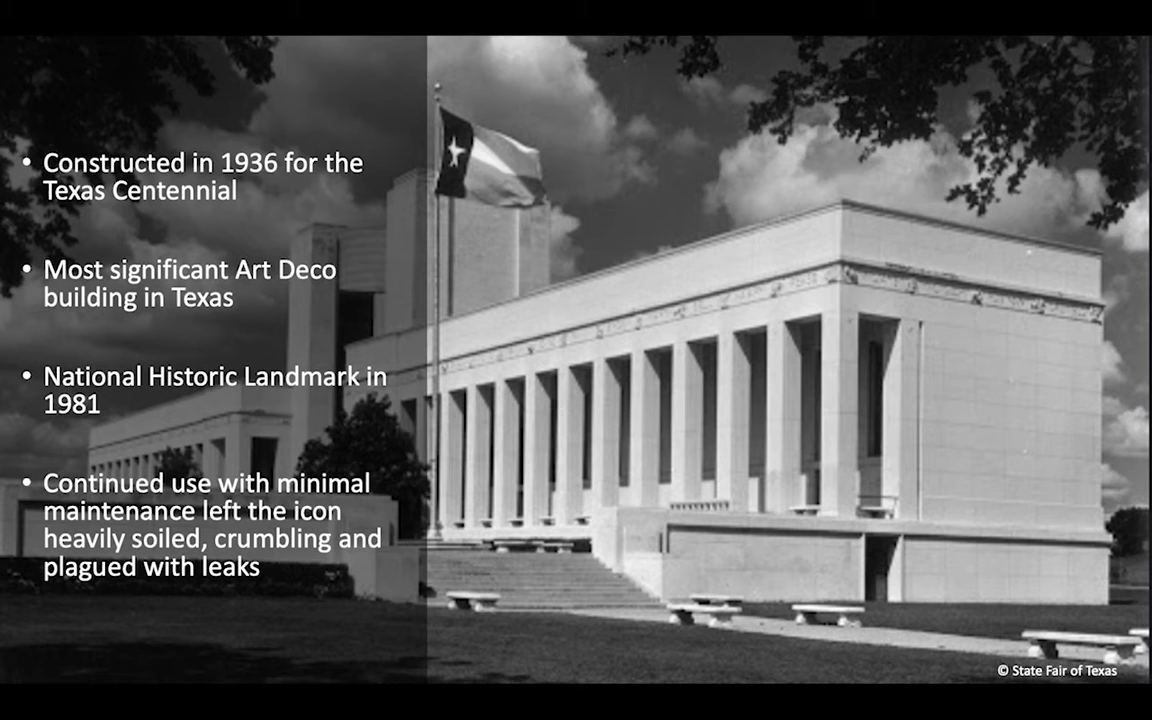 • Constructed in 1936 for the
Texas Centennial
• Most significant Art Deco
building in Texas
• National Historic Landmark in
1981
• Continued use with minimal
maintenance left the icon
heavily soiled, crumbling and
plagued with leaks
© State Fair of Texas